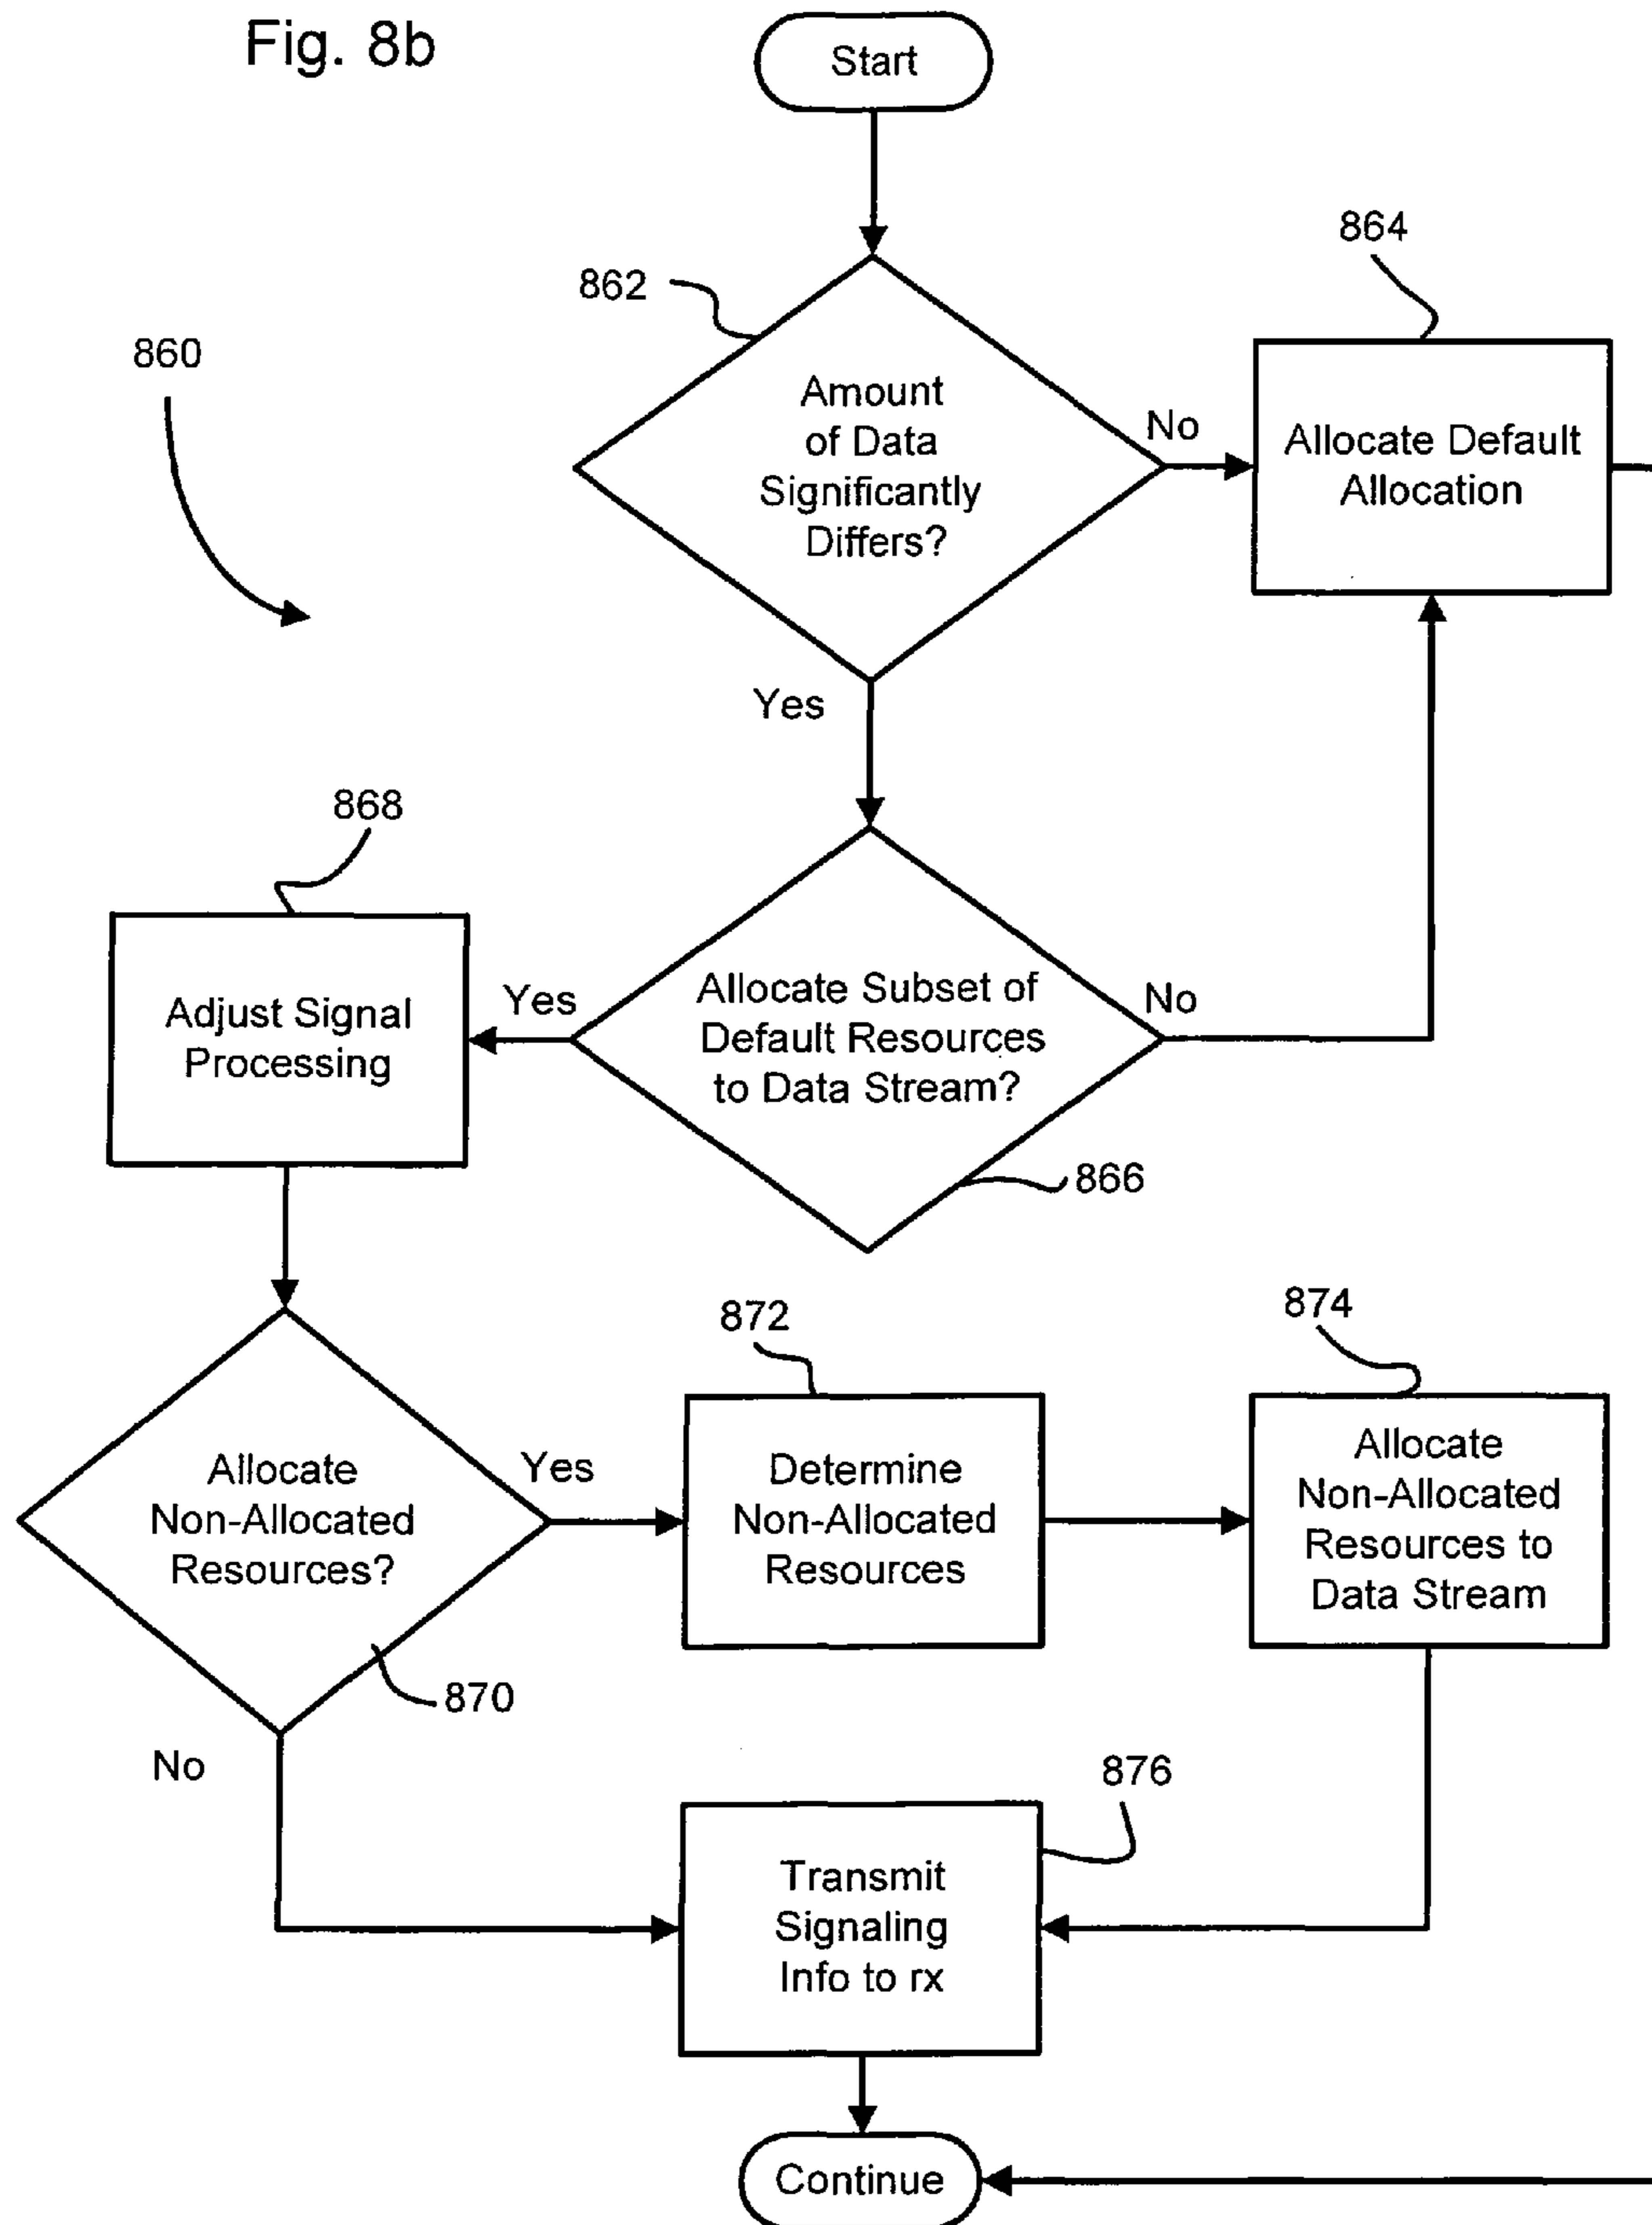 Fig. 8b
Start
862
864
860
Amount
of Data
Significantly
Differs?
No
Allocate Default
Allocation
Yes
868
Adjust Signal
Processing
Yes
Allocate Subset of
Default Resources
to Data Stream?
No
866
872
874
Allocate
Non-Allocated
Resources?
Yes
Determine
Non-Allocated
Resources
Allocate
Non-Allocated
Resources to
Data Stream
870
No
876
Transmit
Signaling
Info to rx
Continue